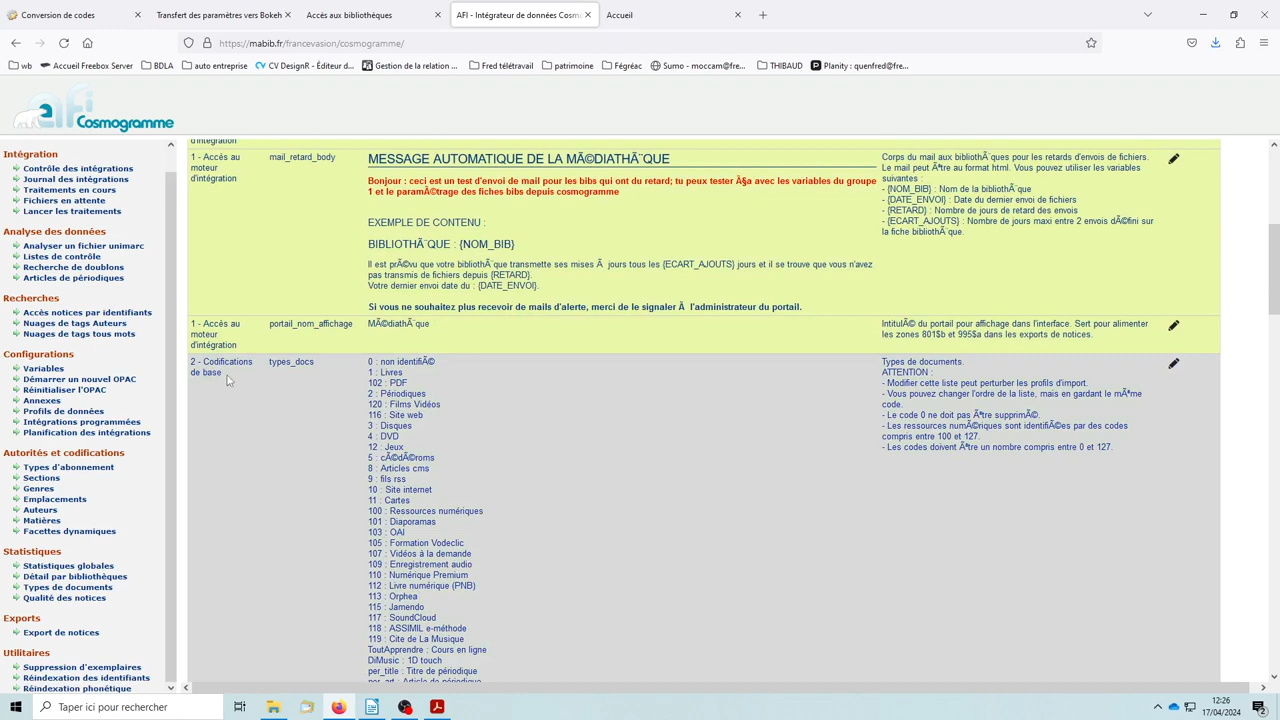 Conversion de codes
Transfert des paramètres vers Bokeh
Accès aux bibliothèques
AFI - Intégrateur de données Cosm
Accueil
https://mabib.fr/francevasion/cosmogramme/
wb
Accueil Freebox Server
BDLA
auto entreprise
CV DesignR - Éditeur d...
Gestion de la relation ...
Fred télétravail
patrimoine
Fégréac
Sumo - moccam@fre...
THIBAUD
Planity : quenfred@fre...
afi
Cosmogramme
Intégration
Contrôle des intégrations
Journal des intégrations
Traitements en cours
Fichiers en attente
Lancer les traitements
Analyse des données
Analyser un fichier unimarc
Listes de contrôle
Recherche de doublons
Articles de périodiques
Recherches
Accès notices par identifiants
Nuages de tags Auteurs
Nuages de tags tous mots
Configurations
Variables
Démarrer un nouvel OPAC
Réinitialiser l'OPAC
Annexes
Profils de données
Intégrations programmées
Planification des intégrations
Autorités et codifications
Types d'abonnement
Sections
Genres
Emplacements
Auteurs
Matières
Facettes dynamiques
Statistiques
Statistiques globales
Détail par bibliothèques
Types de documents
Qualité des notices
Exports
Export de notices
Utilitaires
Suppression d'exemplaires
Réindexation des identifiants
Réindexation phonétique
d'intégration
1 - Accès au
moteur
d'intégration
mail_retard_body
MESSAGE AUTOMATIQUE DE LA MÃ©DIATHÃ¨QUE
Bonjour : ceci est un test d'envoi de mail pour les bibs qui ont du retard; tu peux tester Ã§a avec les variables du groupe
1 et le paramÃ©trage des fiches bibs depuis cosmogramme
EXEMPLE DE CONTENU :
BIBLIOTHÃ¨QUE : {NOM_BIB}
Il est prÃ©vu que votre bibliothÃ¨que transmette ses mises Ã jours tous les {ECART_AJOUTS} jours et il se trouve que vous n'avez
pas transmis de fichiers depuis {RETARD}.
Votre dernier envoi date du : {DATE_ENVOI}.
Si vous ne souhaitez plus recevoir de mails d'alerte, merci de le signaler Ã l'administrateur du portail.
Corps du mail aux bibliothÃ¨ques pour les retards d'envois de fichiers.
Le mail peut Ãªtre au format html. Vous pouvez utiliser les variables
suivantes :
- {NOM_BIB} : Nom de la bibliothÃ¨que
- {DATE_ENVOI} : Date du dernier envoi de fichiers
- {RETARD} : Nombre de jours de retard des envois
- {ECART_AJOUTS} : Nombre de jours maxi entre 2 envois dÃ©fini sur
la fiche bibliothÃ¨que.
1 - Accès au
moteur
d'intégration
portail_nom_affichage
MÃ©diathÃ¨que
IntitulÃ© du portail pour affichage dans l'interface. Sert pour alimenter
les zones 801$b et 995$a dans les exports de notices.
2 - Codifications
de base
types_docs
0 : non identifiÃ©
1 : Livres
102 : PDF
2 : Périodiques
120 : Films Vidéos
116 : Site web
3 : Disques
4 : DVD
12 : Jeux
5 : cÃ©dÃ©roms
8 : Articles cms
9 : fils rss
10 : Site internet
11 : Cartes
100 : Ressources numériques
101 : Diaporamas
103 : OAI
105 : Formation Vodeclic
107 : Vidéos à la demande
109 : Enregistrement audio
110 : Numérique Premium
112 : Livre numérique (PNB)
113 : Orphea
115 : Jamendo
117 : SoundCloud
118 : ASSIMIL e-méthode
119 : Cite de La Musique
ToutApprendre : Cours en ligne
DiMusic : 1D touch
per_title : Titre de périodique
per_art : Article de périodique
Types de documents.
ATTENTION :
- Modifier cette liste peut perturber les profils d'import.
- Vous pouvez changer l'ordre de la liste, mais en gardant le mÃªme
code.
- Le code 0 ne doit pas Ãªtre supprimÃ©.
- Les ressources numÃ©riques sont identifiÃ©es par des codes
compris entre 100 et 127.
- Les codes doivent Ãªtre un nombre compris entre 0 et 127.
Taper ici pour rechercher
12:26
17/04/2024
2